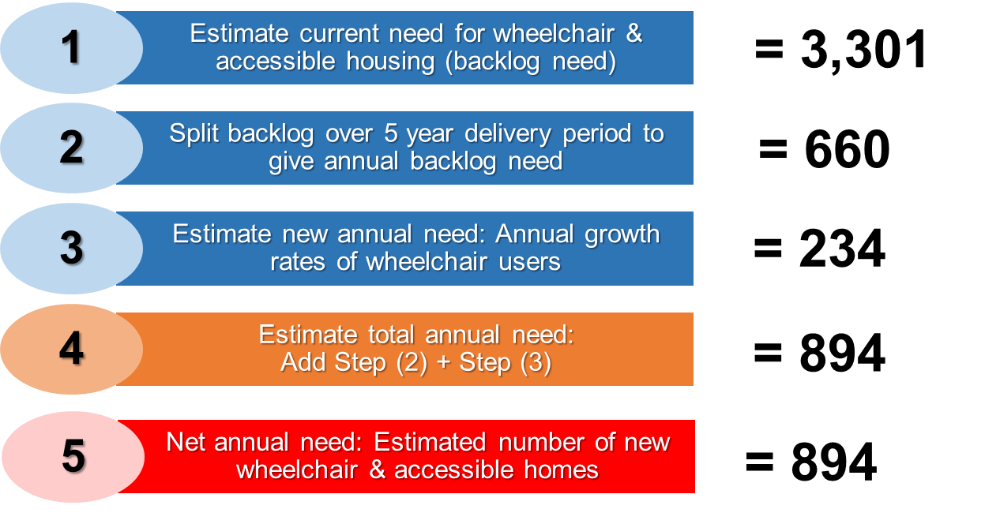 1
Estimate current need for wheelchair &
accessible housing (backlog need)
= 3,301
2
Split backlog over 5 year delivery period to
give annual backlog need
= 660
3
Estimate new annual need: Annual growth
rates of wheelchair users
= 234
4
Estimate total annual need:
Add Step (2) + Step (3)
= 894
5
Net annual need: Estimated number of new
wheelchair & accessible homes
= 894